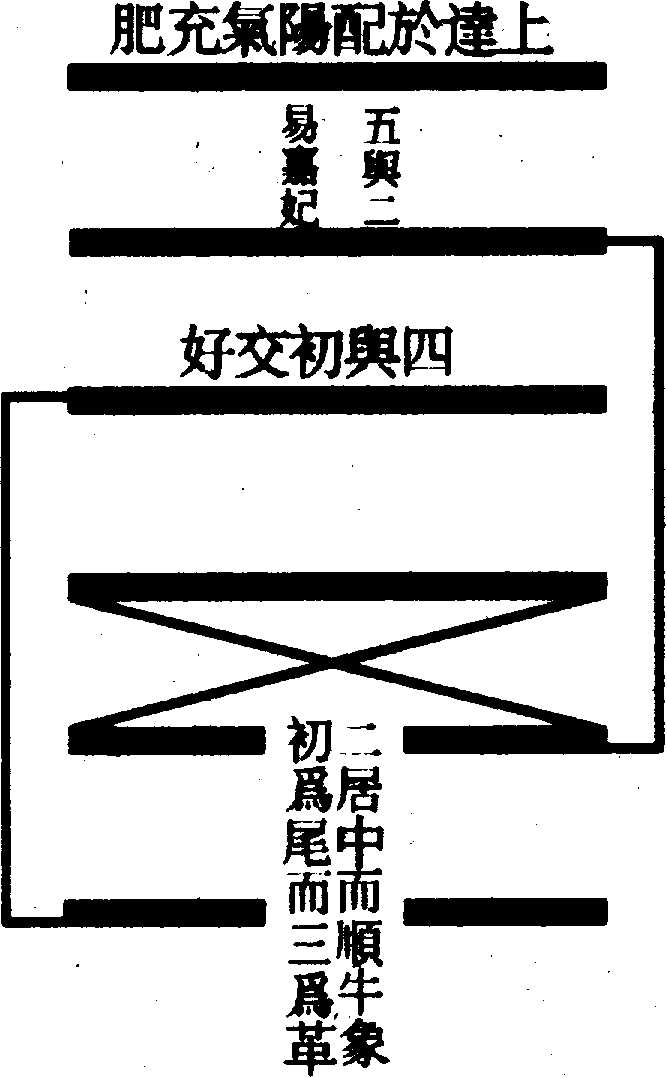 上達於配陽氣充肥
五與二
易嘉妃
四與初交好
二居中而順牛象
初爲尾而三爲革